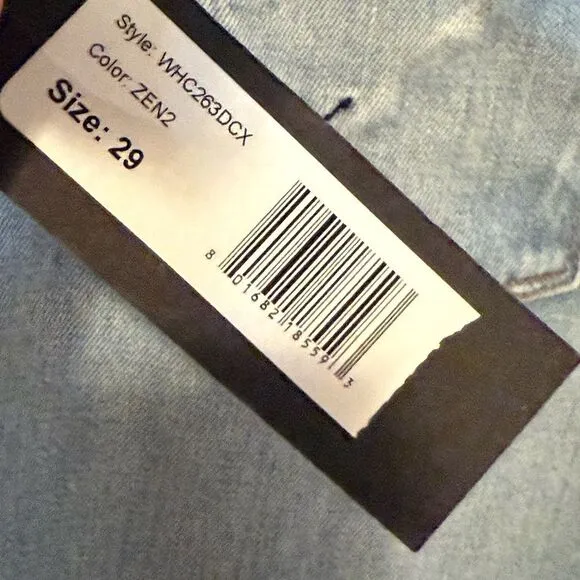 Style: WHC263DCX
Color: ZEN2
Size: 29
8 01682 18559 3